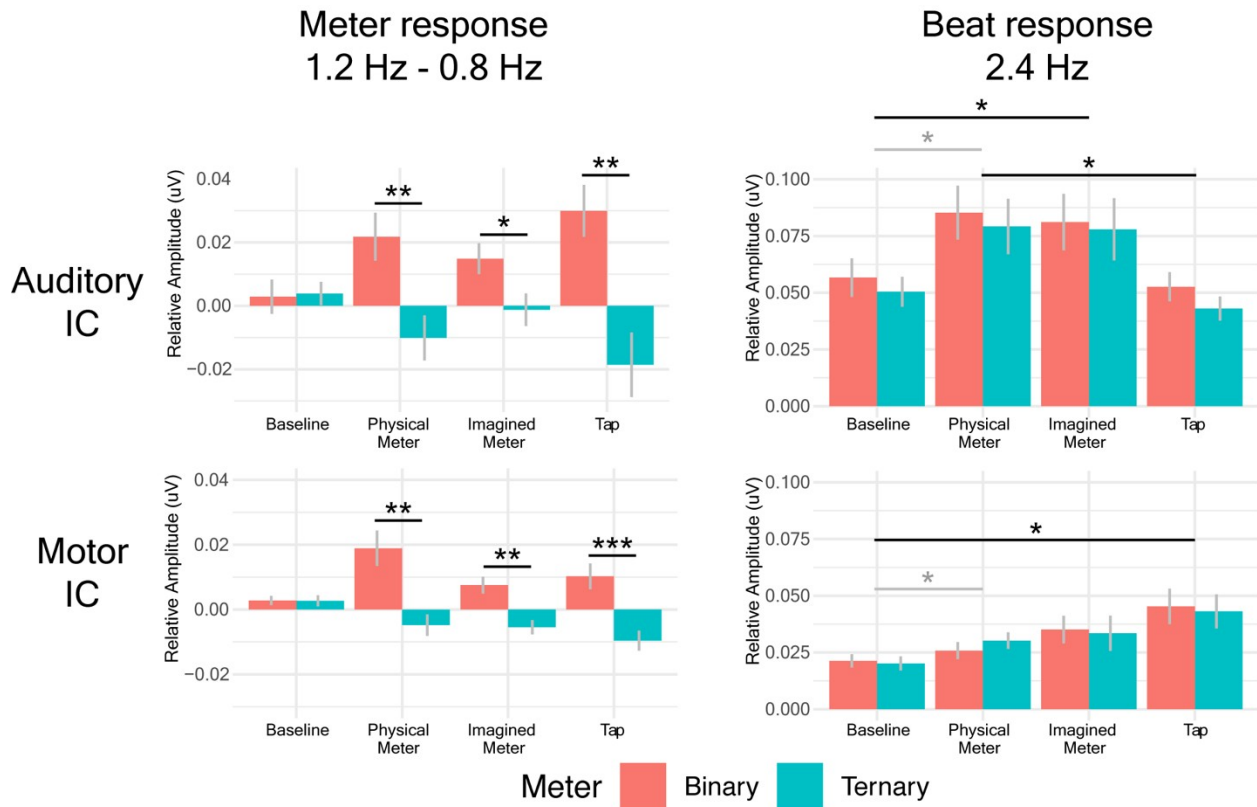 Meter response
1.2 Hz - 0.8 Hz
Beat response
2.4 Hz
Auditory
IC
Relative Amplitude (uV)
0.04
0.02
0.00
−0.02
** * **
Baseline Physical Meter Imagined Meter Tap
Relative Amplitude (uV)
0.100
0.075
0.050
0.025
0.000
*
*
*
Baseline Physical Meter Imagined Meter Tap
Motor
IC
Relative Amplitude (uV)
0.04
0.02
0.00
−0.02
** ** ***
Baseline Physical Meter Imagined Meter Tap
Relative Amplitude (uV)
0.100
0.075
0.050
0.025
0.000
*
*
Baseline Physical Meter Imagined Meter Tap
Meter Binary Ternary